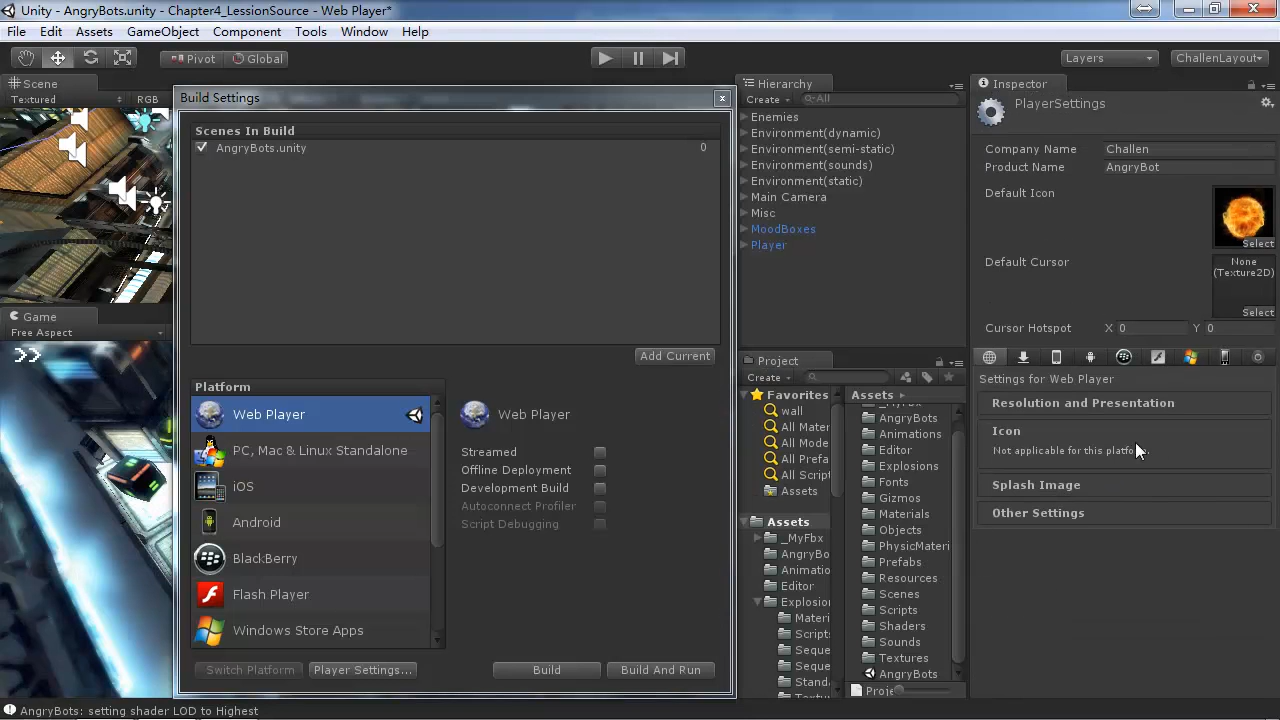 Unity - AngryBots.unity - Chapter4_LessionSource - Web Player*
File Edit Assets GameObject Component Tools Window Help
Pivot Global Layers ChallenLayout
Scene
Textured RGB
Game
Free Aspect
Build Settings
Scenes In Build
AngryBots.unity 0
Add Current
Platform
Web Player
PC, Mac & Linux Standalone
iOS
Android
BlackBerry
Flash Player
Windows Store Apps
Web Player
Streamed
Offline Deployment
Development Build
Autoconnect Profiler
Script Debugging
Switch Platform Player Settings... Build Build And Run
Hierarchy
Create All
Enemies
Environment(dynamic)
Environment(semi-static)
Environment(sounds)
Environment(static)
Main Camera
Misc
MoodBoxes
Player
Project
Create
Favorites
wall
All Mater
All Mode
All Prefa
All Script
Assets
Assets
_MyFbx
AngryBo
Animatio
Editor
Explosion
Materi
Scripts
Seque
Seque
Standa
Assets
AngryBots
Animations
Editor
Explosions
Fonts
Gizmos
Materials
Objects
PhysicMateri
Prefabs
Resources
Scenes
Scripts
Shaders
Sounds
Textures
AngryBots
Proje
Inspector
PlayerSettings
Company Name Challen
Product Name AngryBot
Default Icon
Select
Default Cursor None
(Texture2D)
Select
Cursor Hotspot X 0 Y 0
Settings for Web Player
Resolution and Presentation
Icon
Not applicable for this platfo
Splash Image
Other Settings
AngryBots: setting shader LOD to Highest